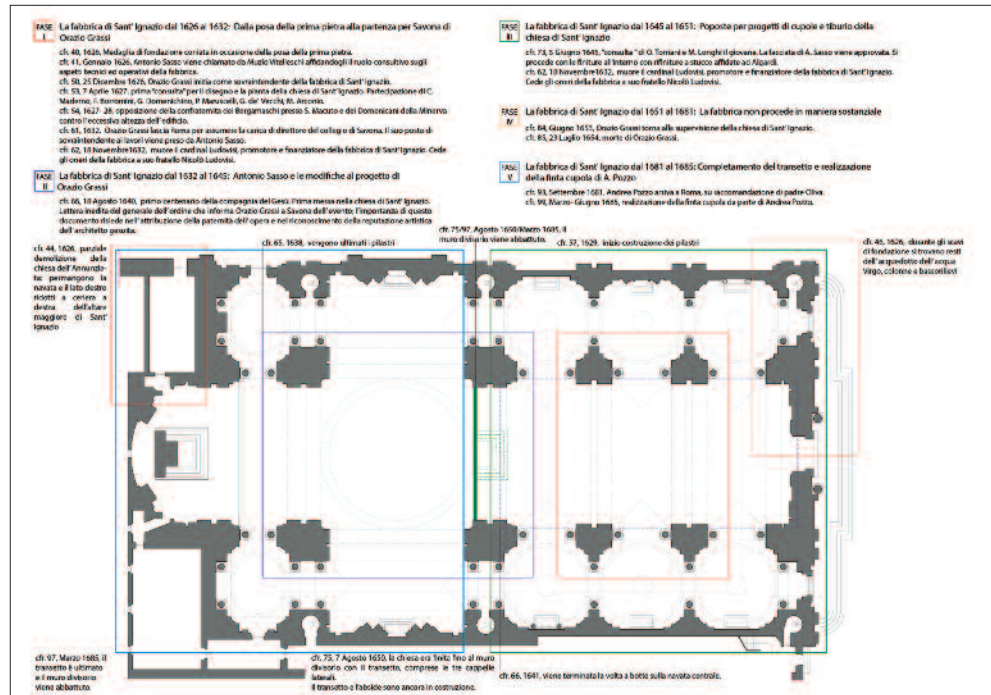 FASE I
La fabbrica di Sant' Ignazio dal 1626 al 1632: Dalla posa della prima pietra alla partenza per Savona di
Orazio Grassi
cfr. 40, 1626, Medaglia di fondazione coniata in occasione della posa della prima pietra.
cfr. 41, Gennaio 1626, Antonio Sasso viene chiamato da Muzio Vitelleschi affidandogli il ruolo consultivo sugli
aspetti tecnici ed operativi della fabbrica.
cfr. 50, 25 Dicembre 1626, Orazio Grassi inizia come sovraintendente della fabbrica di Sant'Ignazio.
cfr. 53, 7 Aprile 1627, prima "consulta" per il disegno e la pianta della chiesa di Sant'Ignazio. Partecipazione di C.
Maderno, F. Borromini, G. Domenichino, P. Maruscelli, G. de' Vecchi, M. Arconio.
cfr. 54, 1627- 28, opposizione della confraternita dei Bergamaschi presso S. Macuto e dei Domenicani della Minerva
contro l'eccessiva altezza dell'edificio.
cfr. 61, 1632. Orazio Grassi lascia Roma per assumere la carica di direttore del collegio di Savona. Il suo posto di
sovraintendente ai lavori viene preso da Antonio Sasso.
cfr. 62, 18 Novembre1632, muore il cardinal Ludovisi, promotore e finanziatore della fabbrica di Sant'Ignazio. Cede
gli oneri della fabbrica a suo fratello Nicolò Ludovisi.
FASE II
La fabbrica di Sant' Ignazio dal 1632 al 1645: Antonio Sasso e le modifiche al progetto di
Orazio Grassi
cfr. 66, 18 Agosto 1640, primo centenario della compagnia del Gesù. Prima messa nella chiesa di Sant'Ignazio.
Lettera inedita del generale dell'ordine che informa Orazio Grassi a Savona dell'evento; l'importanza di questo
documento risiede nell'attribuzione della paternità dell'opera e nel riconoscimento della reputazione artistica
dell'architetto gesuita.
FASE III
La fabbrica di Sant' Ignazio dal 1645 al 1651: Poposte per progetti di cupole e tiburio della
chiesa di Sant'Ignazio
cfr. 73, 5 Giugno 1645, "consulta" di O. Torriani e M. Longhi il giovane. La facciata di A. Sasso viene approvata. Si
procede con le finiture all'interno con rifiniture a stucco affidate ad Algardi.
cfr. 62, 18 Novembre1632, muore il cardinal Ludovisi, promotore e finanziatore della fabbrica di Sant'Ignazio.
Cede gli oneri della fabbrica a suo fratello Nicolò Ludovisi.
FASE IV
La fabbrica di Sant' Ignazio dal 1651 al 1681: La fabbrica non procede in maniera sostanziale
cfr. 84, Giugno 1653, Orazio Grassi torna alla supervisione della chiesa di Sant'Ignazio.
cfr. 85, 23 Luglio 1654, morte di Orazio Grassi.
FASE V
La fabbrica di Sant' Ignazio dal 1681 al 1685: Completamento del transetto e realizzazione
della finta cupola di A. Pozzo
cfr. 93, Settembre 1681, Andrea Pozzo arriva a Roma, su raccomandazione di padre Oliva.
cfr. 99, Marzo- Giugno 1685, realizzazione della finta cupola da parte di Andrea Pozzo.
cfr. 44, 1626, parziale
demolizione della
chiesa dell'Annunzia-
ta: permangono la
navata e il lato destro
ridotti a
destra dell'altare
maggiore di Sant'
Ignazio
cfr. 65, 1638, vengono ultimati i pilastri
cfr. 75/97, Agosto 1650/Marzo 1685, il
muro divisorio viene abbattuto.
cfr. 57, 1629, inizio costruzione dei pilastri
cfr. 46, 1626, durante gli scavi
di fondazione si trovano resti
dell'acquedotto dell'acqua
Virgo, colonne e bassorilievi
cfr. 97, Marzo 1685, il
transetto è ultimato
e il muro divisorio
viene abbattuto.
cfr. 75, 7 Agosto 1650, la chiesa era finita fino al muro
divisorio con il transetto, comprese le tre cappelle
laterali.
Il transetto e l'abside sono ancora in costruzione.
cfr. 66, 1641, viene terminata la volta a botte sulla navata centrale.